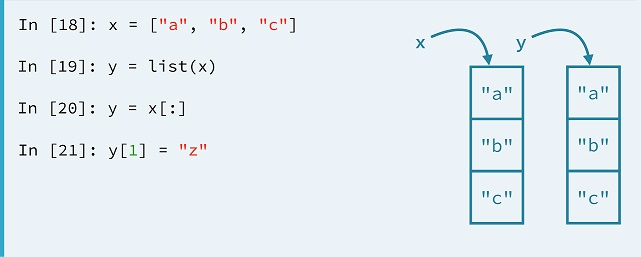 In [18]: x = ["a", "b", "c"]
In [19]: y = list(x)
In [20]: y = x[:]
In [21]: y[1] = "z"
x y
"a" "a"
"b" "b"
"c" "c"